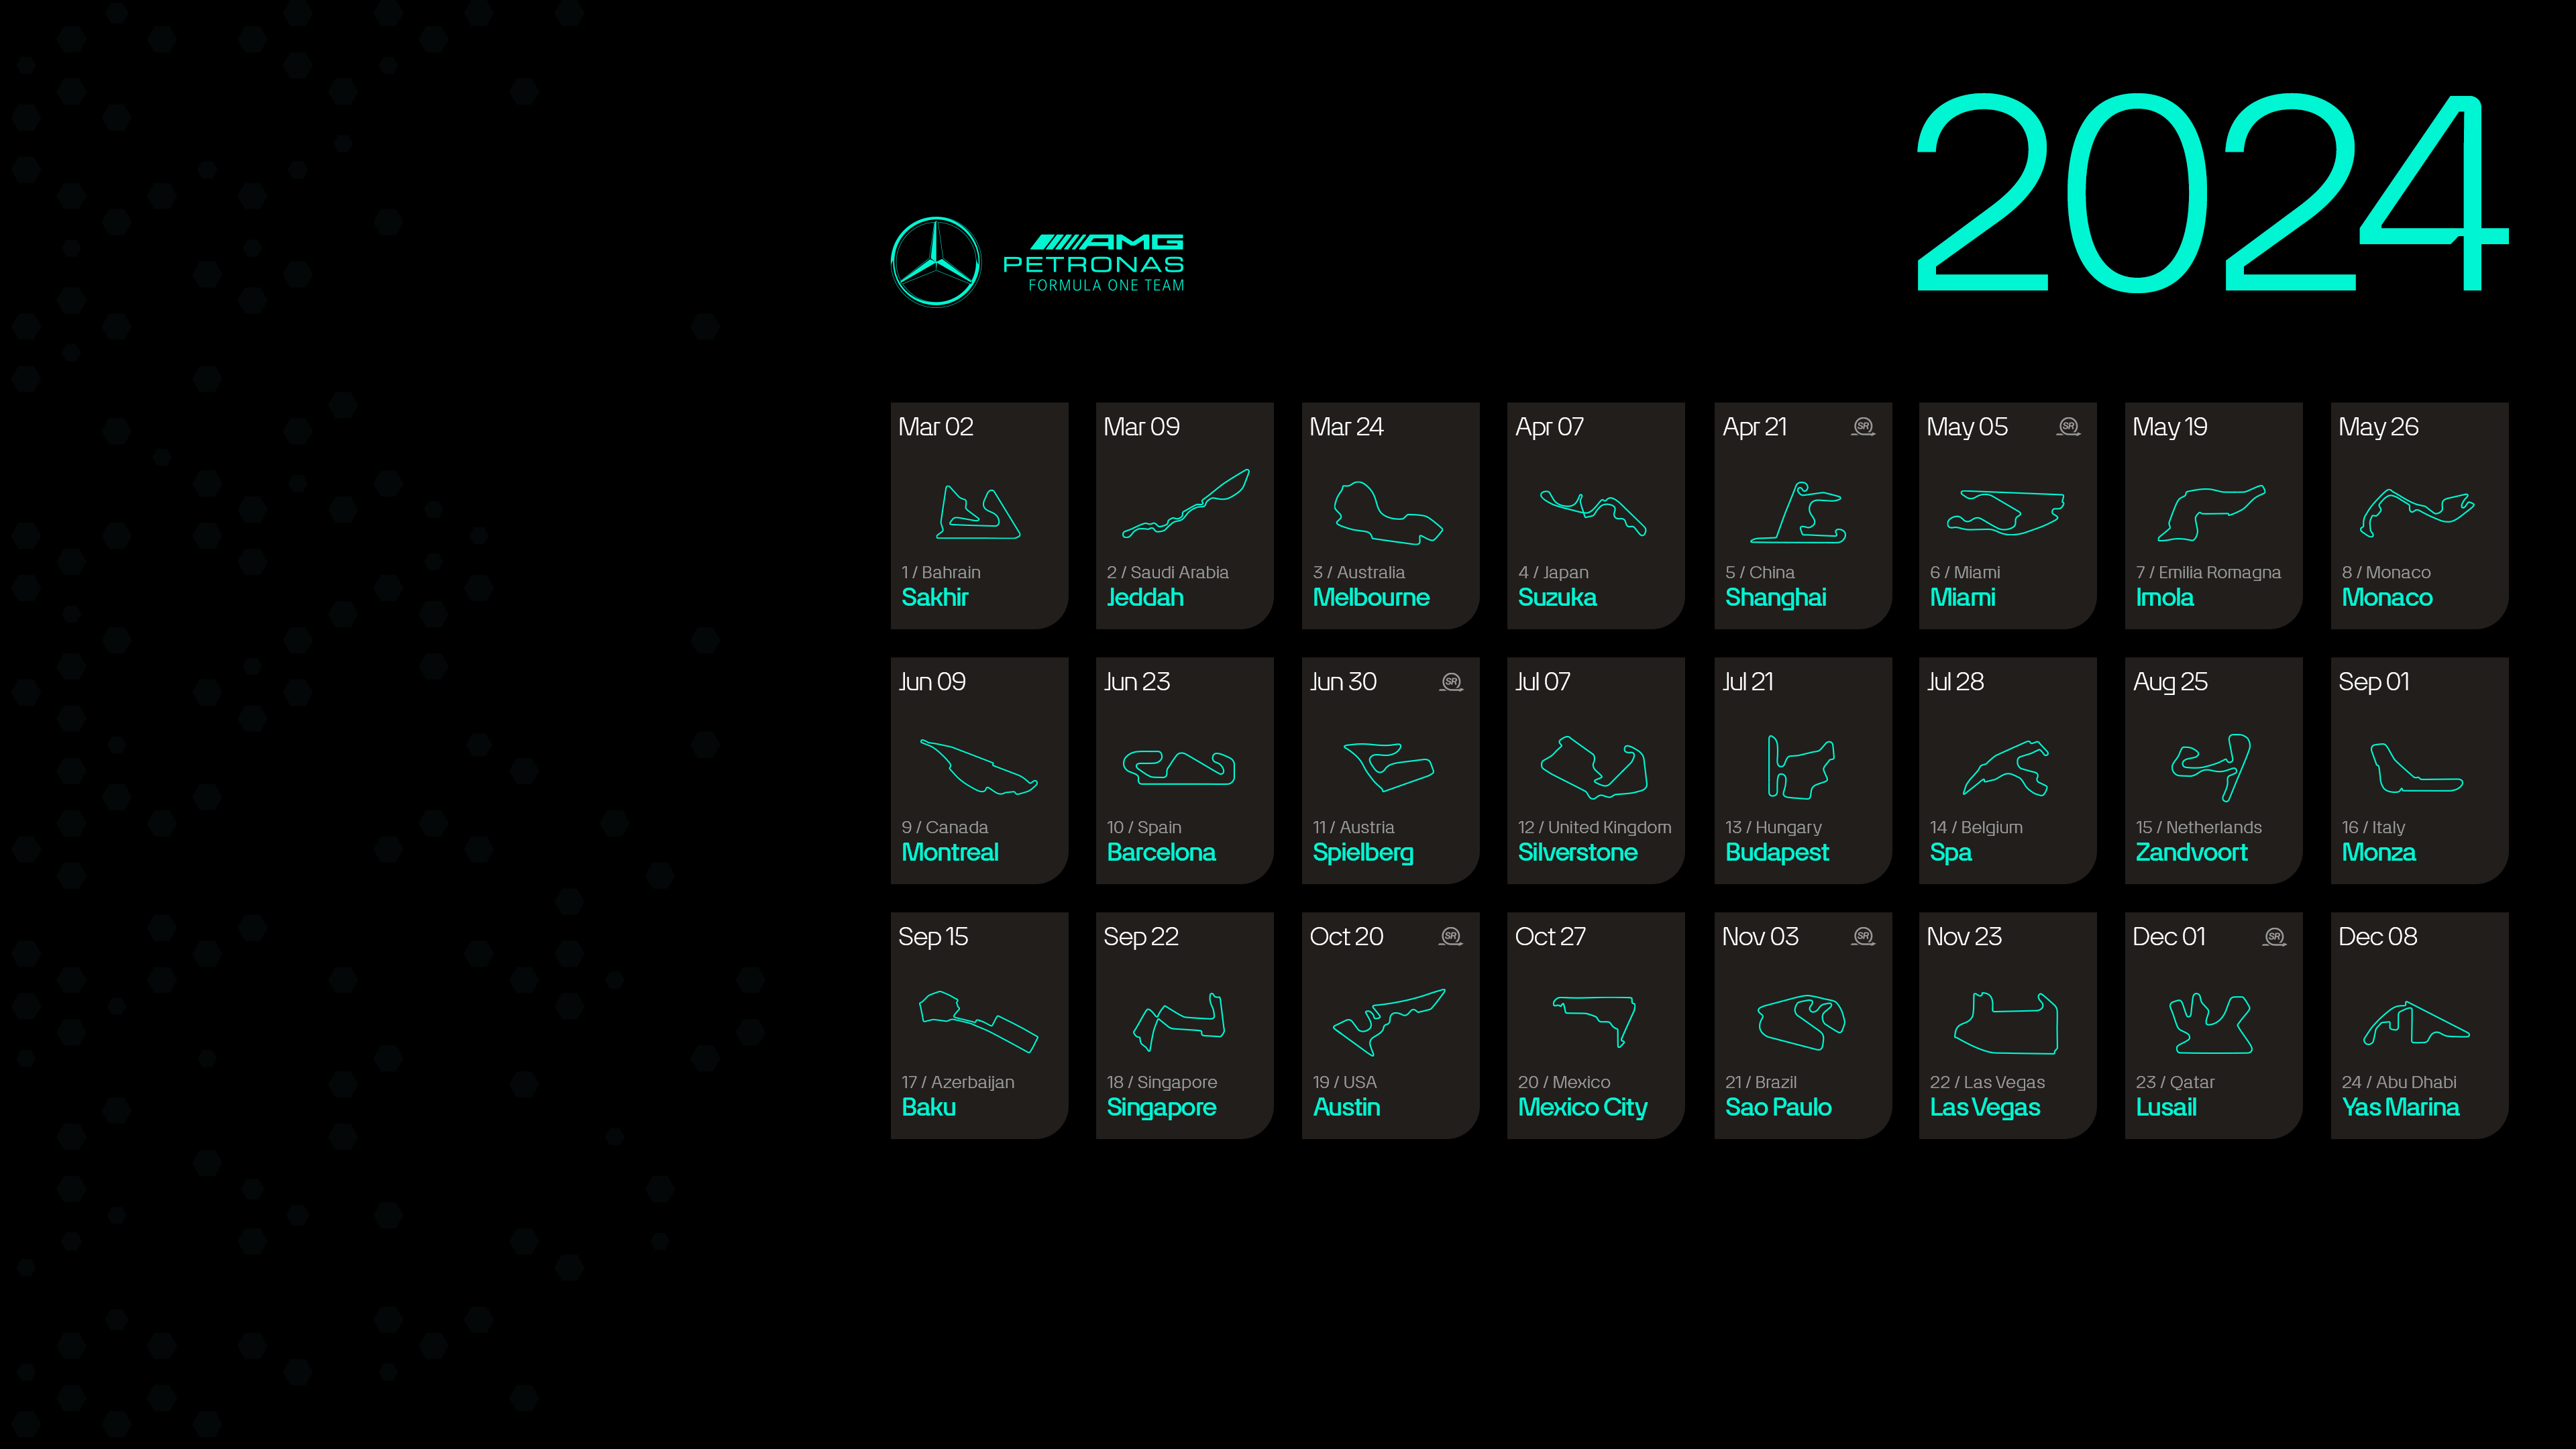 2024
AMG
PETRONAS
FORMULA ONE TEAM
Mar 02
1 / Bahrain
Sakhir
Mar 09
2 / Saudi Arabia
Jeddah
Mar 24
3 / Australia
Melbourne
Apr 07
4 / Japan
Suzuka
Apr 21
SR
5 / China
Shanghai
May 05
SR
6 / Miami
Miami
May 19
7 / Emilia Romagna
Imola
May 26
8 / Monaco
Monaco
Jun 09
9 / Canada
Montreal
Jun 23
10 / Spain
Barcelona
Jun 30
SR
11 / Austria
Spielberg
Jul 07
12 / United Kingdom
Silverstone
Jul 21
13 / Hungary
Budapest
Jul 28
14 / Belgium
Spa
Aug 25
15 / Netherlands
Zandvoort
Sep 01
16 / Italy
Monza
Sep 15
17 / Azerbaijan
Baku
Sep 22
18 / Singapore
Singapore
Oct 20
SR
19 / USA
Austin
Oct 27
20 / Mexico
Mexico City
Nov 03
SR
21 / Brazil
Sao Paulo
Nov 23
22 / Las Vegas
Las Vegas
Dec 01
SR
23 / Qatar
Lusail
Dec 08
24 / Abu Dhabi
Yas Marina